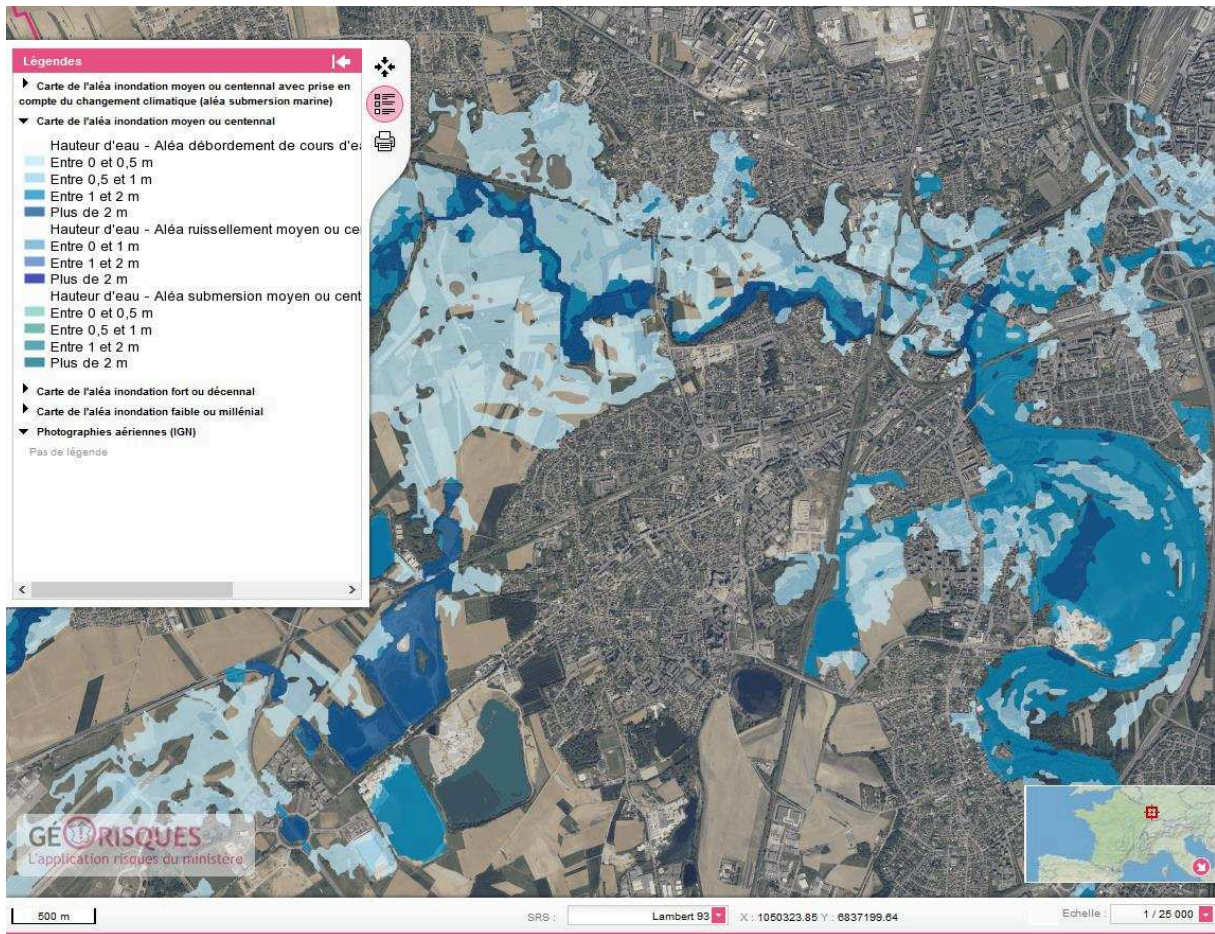 Légendes
Carte de l'aléa inondation moyen ou centennal avec prise en
compte du changement climatique (aléa submersion marine)
Carte de l'aléa inondation moyen ou centennal
Hauteur d'eau - Aléa débordement de cours d'ea
Entre 0 et 0,5 m
Entre 0,5 et 1 m
Entre 1 et 2 m
Plus de 2 m
Hauteur d'eau - Aléa ruissellement moyen ou ce
Entre 0 et 1 m
Entre 1 et 2 m
Plus de 2 m
Hauteur d'eau - Aléa submersion moyen ou cent
Entre 0 et 0,5 m
Entre 0,5 et 1 m
Entre 1 et 2 m
Plus de 2 m
Carte de l'aléa inondation fort ou décennal
Carte de l'aléa inondation faible ou millénial
Photographies aériennes (IGN)
Pas de légende
GÉORISQUES
L'application risques du ministère
500 m
SRS : Lambert 93 X : 1050323.85 Y : 6837199.64
Echelle : 1 / 25 000